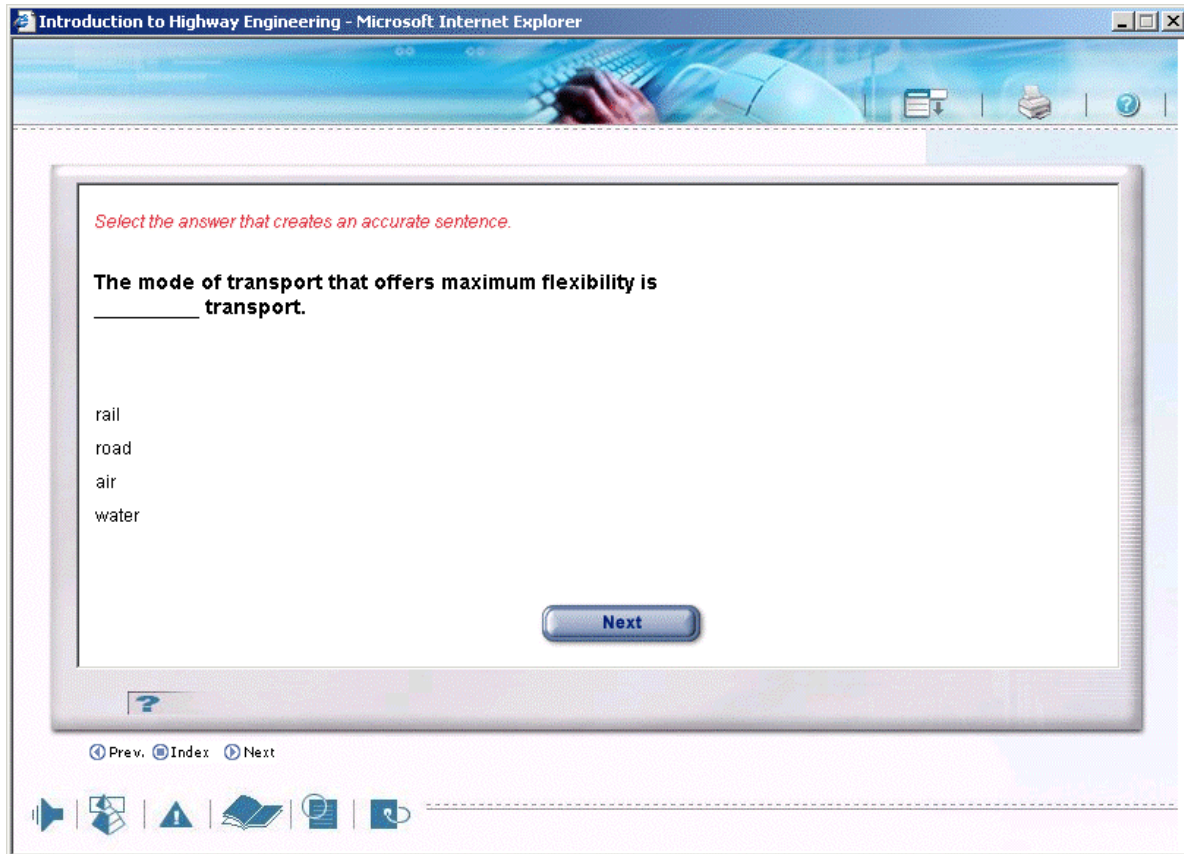 Introduction to Highway Engineering - Microsoft Internet Explorer
Select the answer that creates an accurate sentence.
The mode of transport that offers maximum flexibility is
__________ transport.
rail
road
air
water
Next
Prev. Index Next